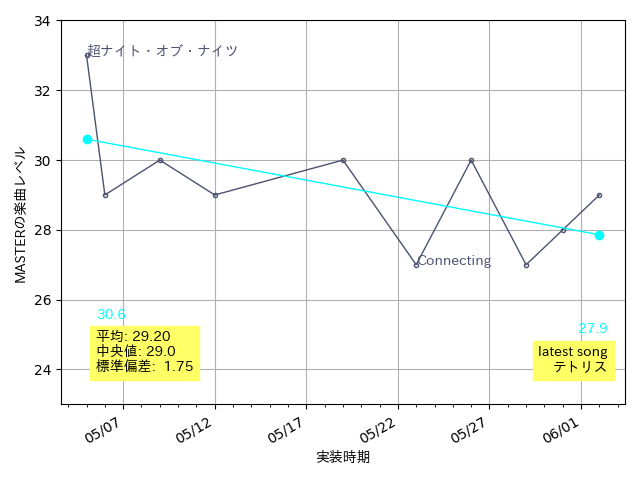 34
32
30
28
26
24
MASTERの楽曲レベル
超ナイト・オブ・ナイツ
Connecting
30.6
平均: 29.20
中央値: 29.0
標準偏差: 1.75
27.9
latest song
テトリス
05/07
05/12
05/17
05/22
05/27
06/01
実装時期